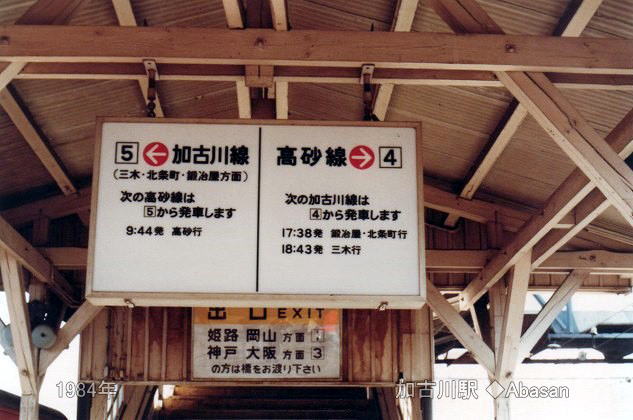 5 ← 加古川線
(三木・北条町・鍛冶屋方面)
次の高砂線は
5から発車します
9:44発 高砂行
高砂線 → 4
次の加古川線は
4から発車します
17:38発 鍛冶屋・北条町行
18:43発 三木行
出口 EXIT
姫路 岡山 方面 1
神戸 大阪 方面 3
の方は橋をお渡り下さい
1984年
加古川駅 ◇Abasan